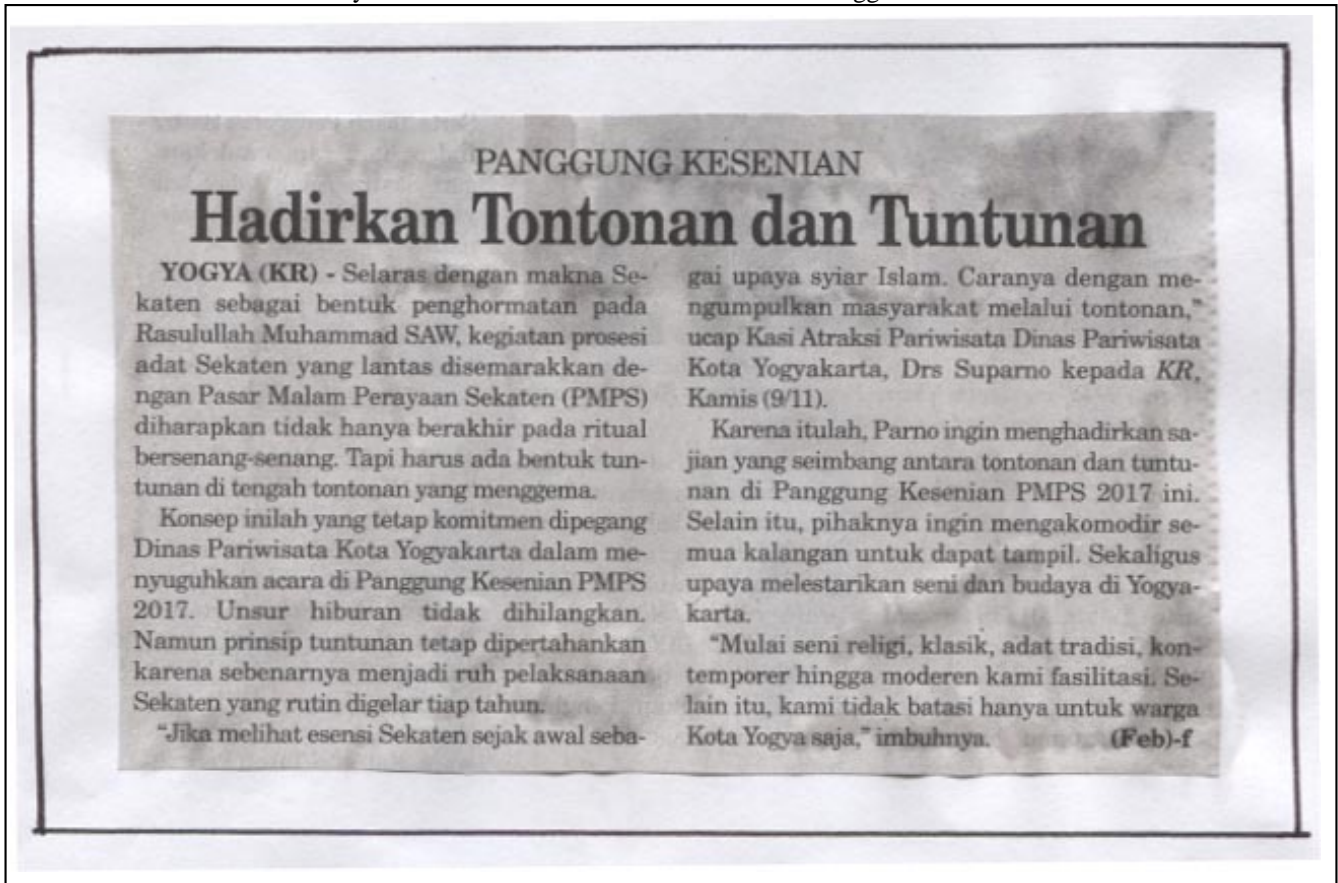 PANGGUNG KESENIAN
Hadirkan Tontonan dan Tuntunan
YOGYA (KR) - Selaras dengan makna Se-
katen sebagai bentuk penghormatan pada
Rasulullah Muhammad SAW, kegiatan prosesi
adat Sekaten yang lantas disemarakkan de-
ngan Pasar Malam Perayaan Sekaten (PMPS)
diharapkan tidak hanya berakhir pada ritual
bersenang-senang. Tapi harus ada bentuk tun-
tunan di tengah tontonan yang menggema.
Konsep inilah yang tetap komitmen dipegang
Dinas Pariwisata Kota Yogyakarta dalam me-
nyuguhkan acara di Panggung Kesenian PMPS
2017. Unsur hiburan tidak dihilangkan.
Namun prinsip tuntunan tetap dipertahankan
karena sebenarnya menjadi ruh pelaksanaan
Sekaten yang rutin digelar tiap tahun.
"Jika melihat esensi Sekaten sejak awal seba-
gai upaya syiar Islam. Caranya dengan me-
ngumpulkan masyarakat melalui tontonan,"
ucap Kasi Atraksi Pariwisata Dinas Pariwisata
Kota Yogyakarta, Drs Suparno kepada KR,
Kamis (9/11).
Karena itulah, Parno ingin menghadirkan sa-
jian yang seimbang antara tontonan dan tuntu-
nan di Panggung Kesenian PMPS 2017 ini.
Selain itu, pihaknya ingin mengakomodir se-
mua kalangan untuk dapat tampil. Sekaligus
upaya melestarikan seni dan budaya di Yogya-
karta.
"Mulai seni religi, klasik, adat tradisi, kon-
temporer hingga moderen kami fasilitasi. Se-
lain itu, kami tidak batasi hanya untuk warga
Kota Yogya saja," imbuhnya. (Feb)-f